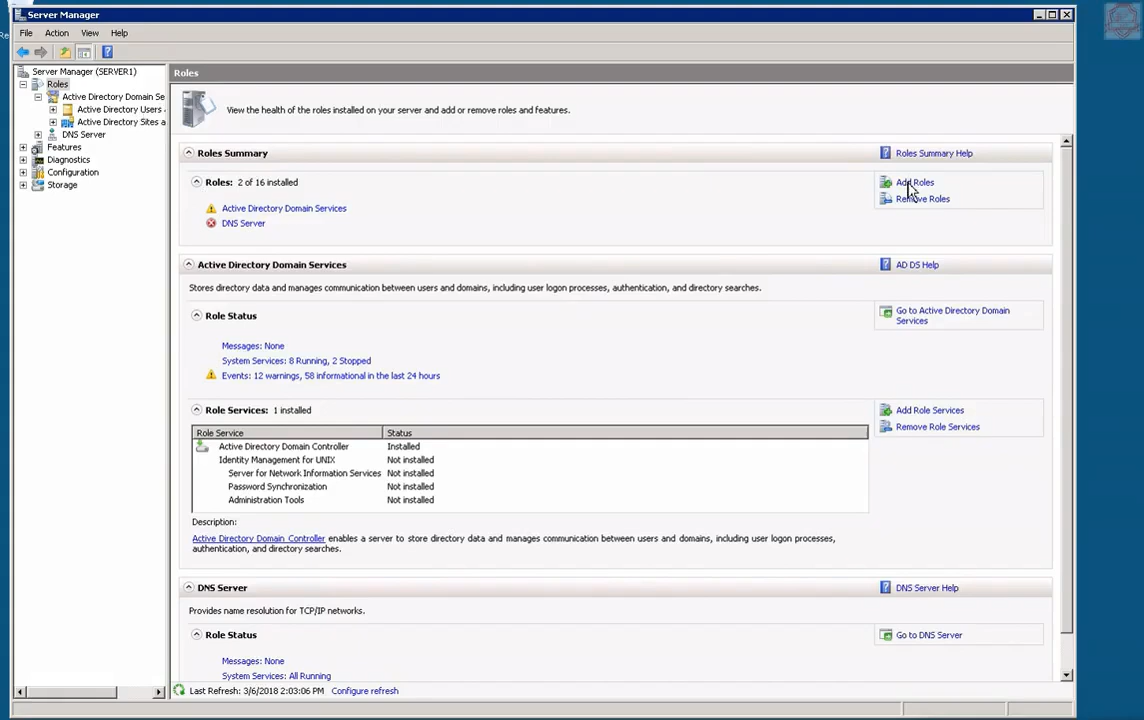 Server Manager
File Action View Help
Server Manager (SERVER1)
Roles
Active Directory Domain Se
Active Directory Users
Active Directory Sites a
DNS Server
Features
Diagnostics
Configuration
Storage
Roles
View the health of the roles installed on your server and add or remove roles and features.
Roles Summary
Roles Summary Help
Roles: 2 of 16 installed
Add Roles
Active Directory Domain Services
Remove Roles
DNS Server
Active Directory Domain Services
AD DS Help
Stores directory data and manages communication between users and domains, including user logon processes, authentication, and directory searches.
Role Status
Go to Active Directory Domain
Services
Messages: None
System Services: 8 Running, 2 Stopped
Events: 12 warnings, 58 informational in the last 24 hours
Role Services: 1 installed
Add Role Services
Remove Role Services
Role Service Status
Active Directory Domain Controller Installed
Identity Management for UNIX Not installed
Server for Network Information Services Not installed
Password Synchronization Not installed
Administration Tools Not installed
Description:
Active Directory Domain Controller enables a server to store directory data and manages communication between users and domains, including user logon processes,
authentication, and directory searches.
DNS Server
DNS Server Help
Provides name resolution for TCP/IP networks.
Role Status
Go to DNS Server
Messages: None
System Services: All Running
Last Refresh: 3/6/2018 2:03:06 PM Configure refresh